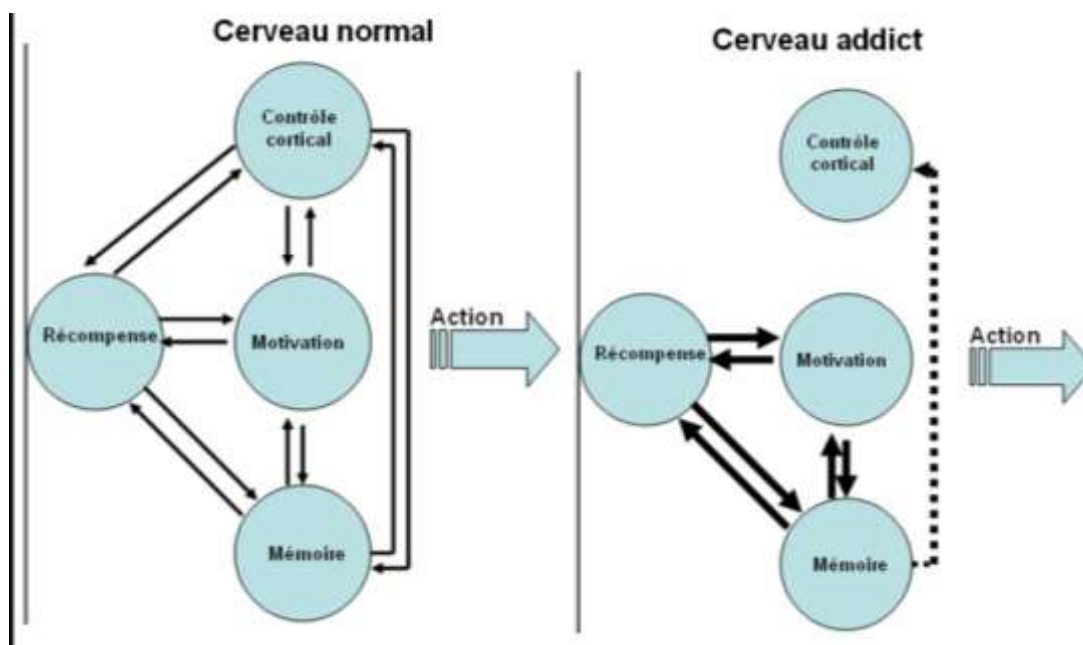 Cerveau normal
Contrôle
cortical
Récompense
Motivation
Mémoire
Action
Cerveau addict
Contrôle
cortical
Récompense
Motivation
Mémoire
Action